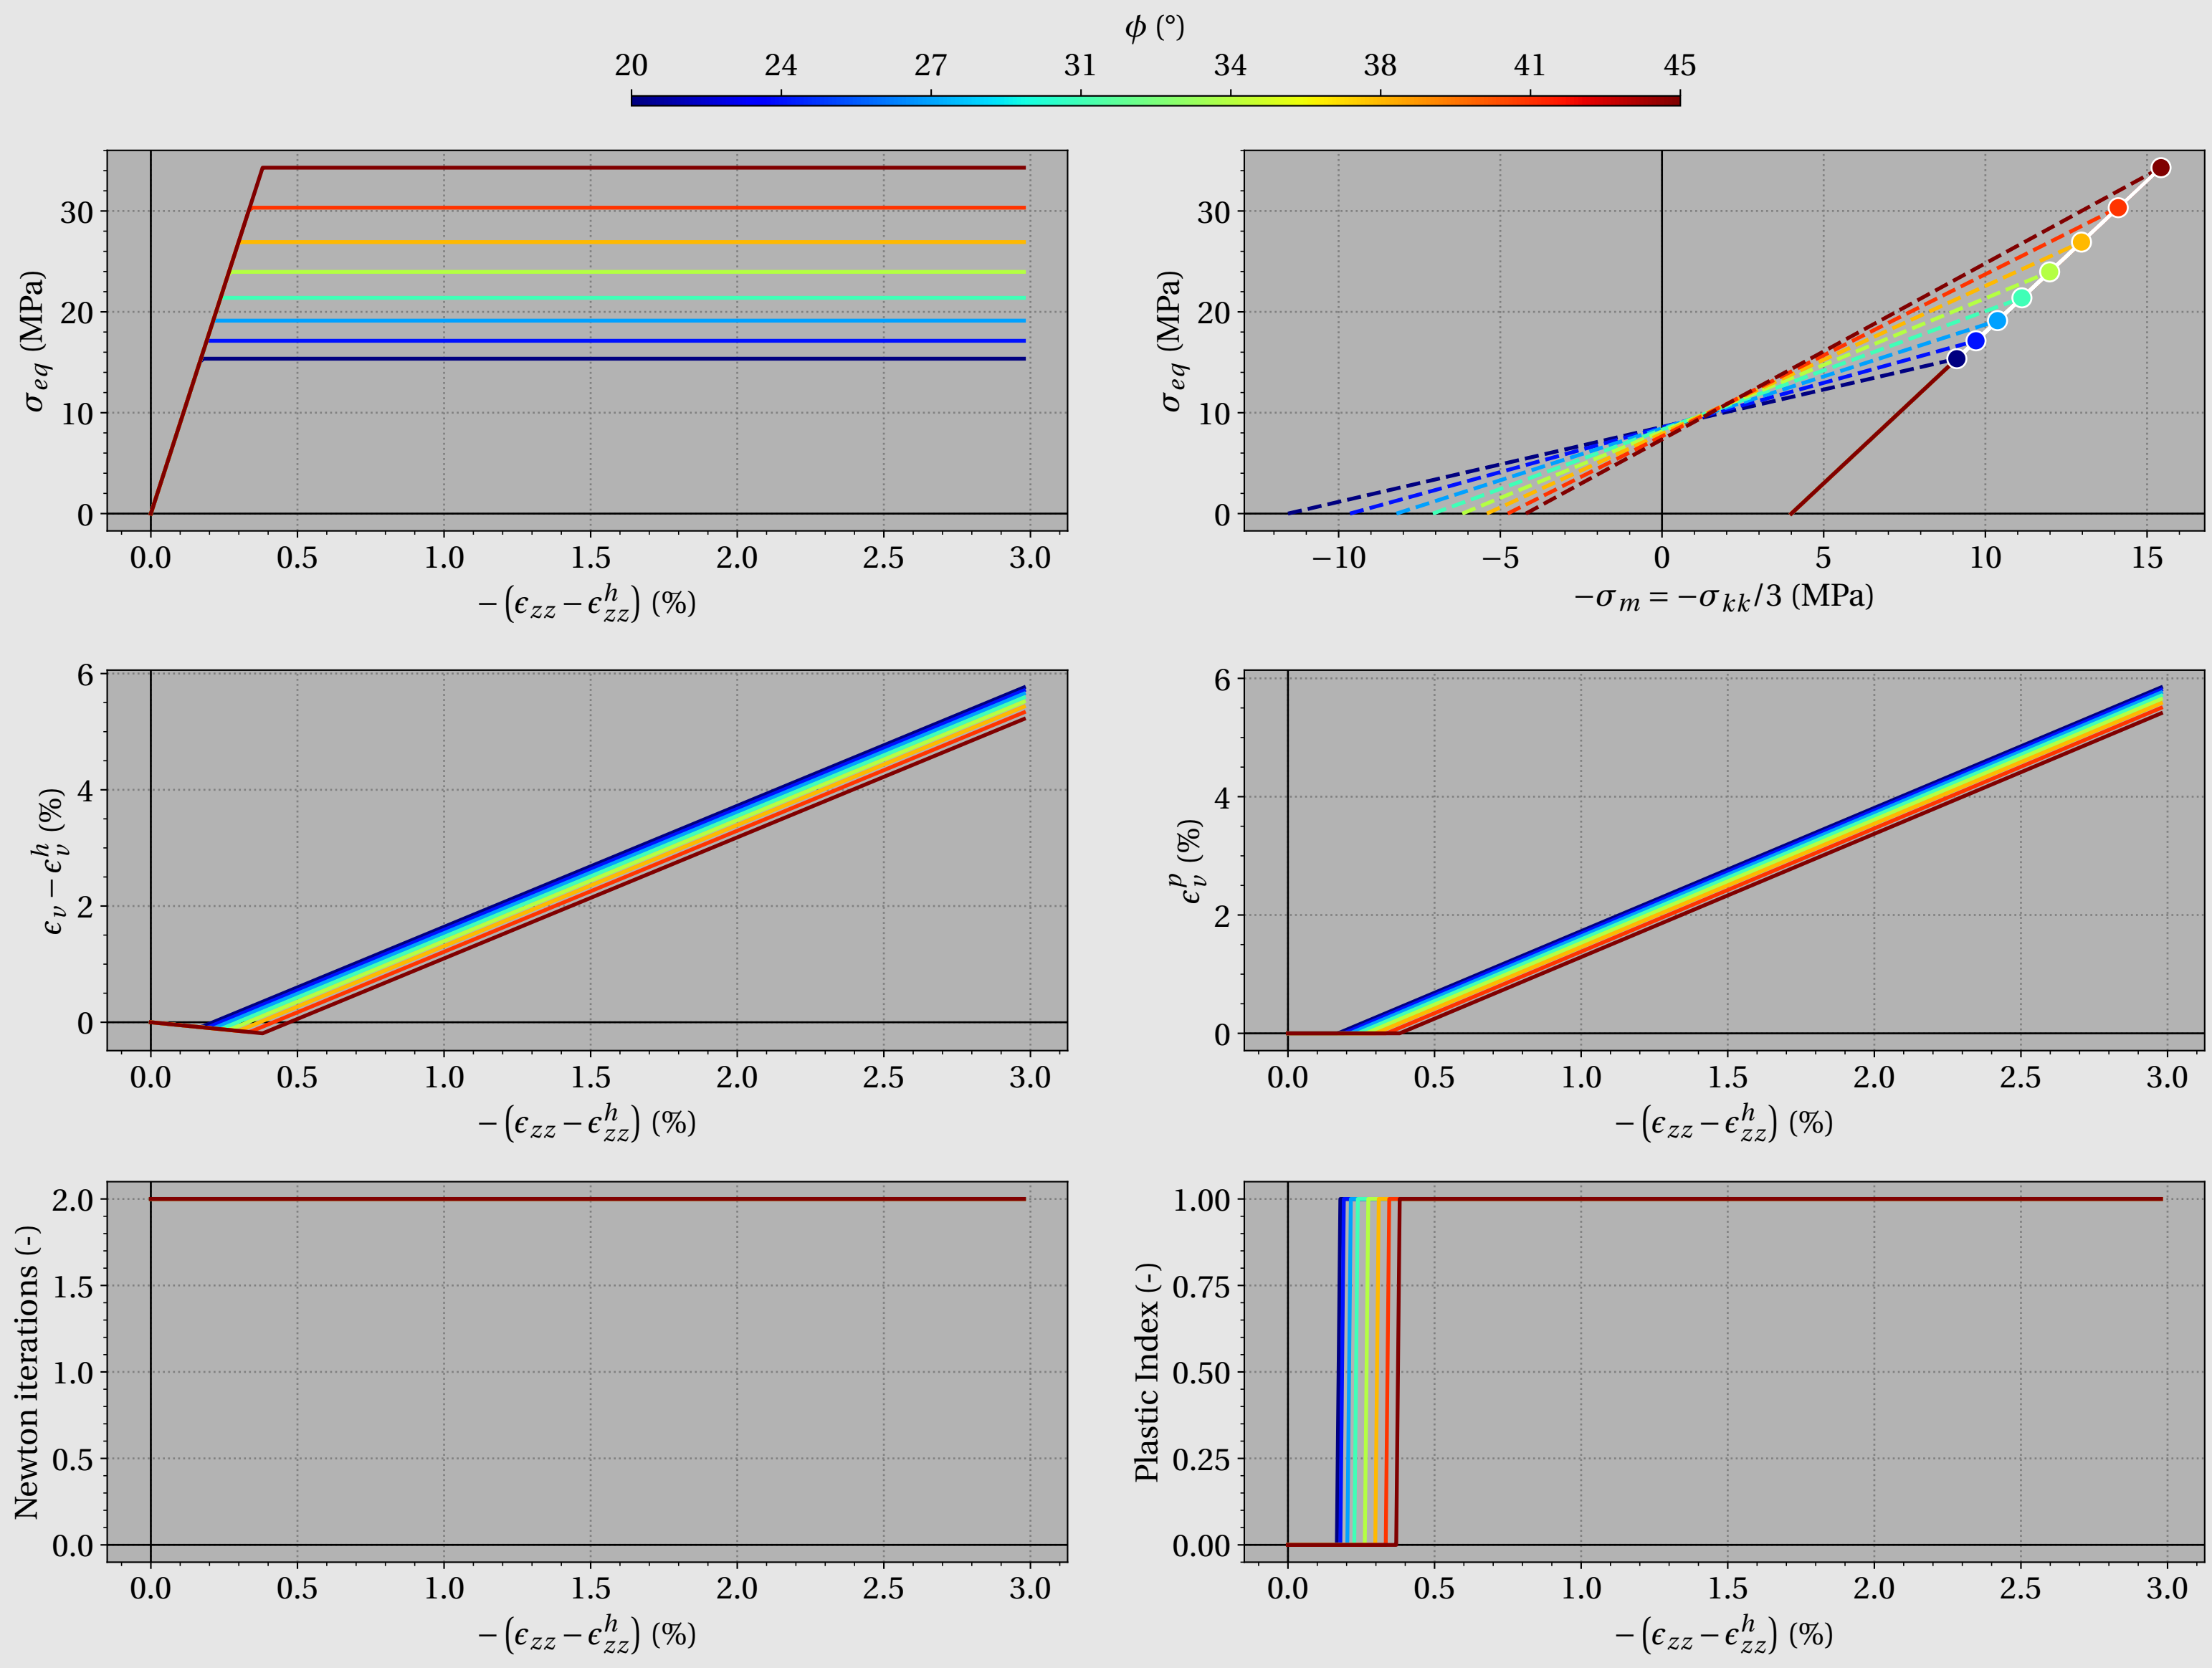 ϕ (°)
20 24 27 31 34 38 41 45
σ_eq (MPa)
30
20
10
0
0.0 0.5 1.0 1.5 2.0 2.5 3.0
−(ϵ_zz − ϵ_zz^h) (%)
σ_eq (MPa)
30
20
10
0
−10 −5 0 5 10 15
−σ_m = −σ_kk/3 (MPa)
ϵ_v − ϵ_v^h (%)
6
4
2
0
0.0 0.5 1.0 1.5 2.0 2.5 3.0
−(ϵ_zz − ϵ_zz^h) (%)
ϵ_v^p (%)
6
4
2
0
0.0 0.5 1.0 1.5 2.0 2.5 3.0
−(ϵ_zz − ϵ_zz^h) (%)
Newton iterations (-)
2.0
1.5
1.0
0.5
0.0
0.0 0.5 1.0 1.5 2.0 2.5 3.0
−(ϵ_zz − ϵ_zz^h) (%)
Plastic Index (-)
1.00
0.75
0.50
0.25
0.00
0.0 0.5 1.0 1.5 2.0 2.5 3.0
−(ϵ_zz − ϵ_zz^h) (%)